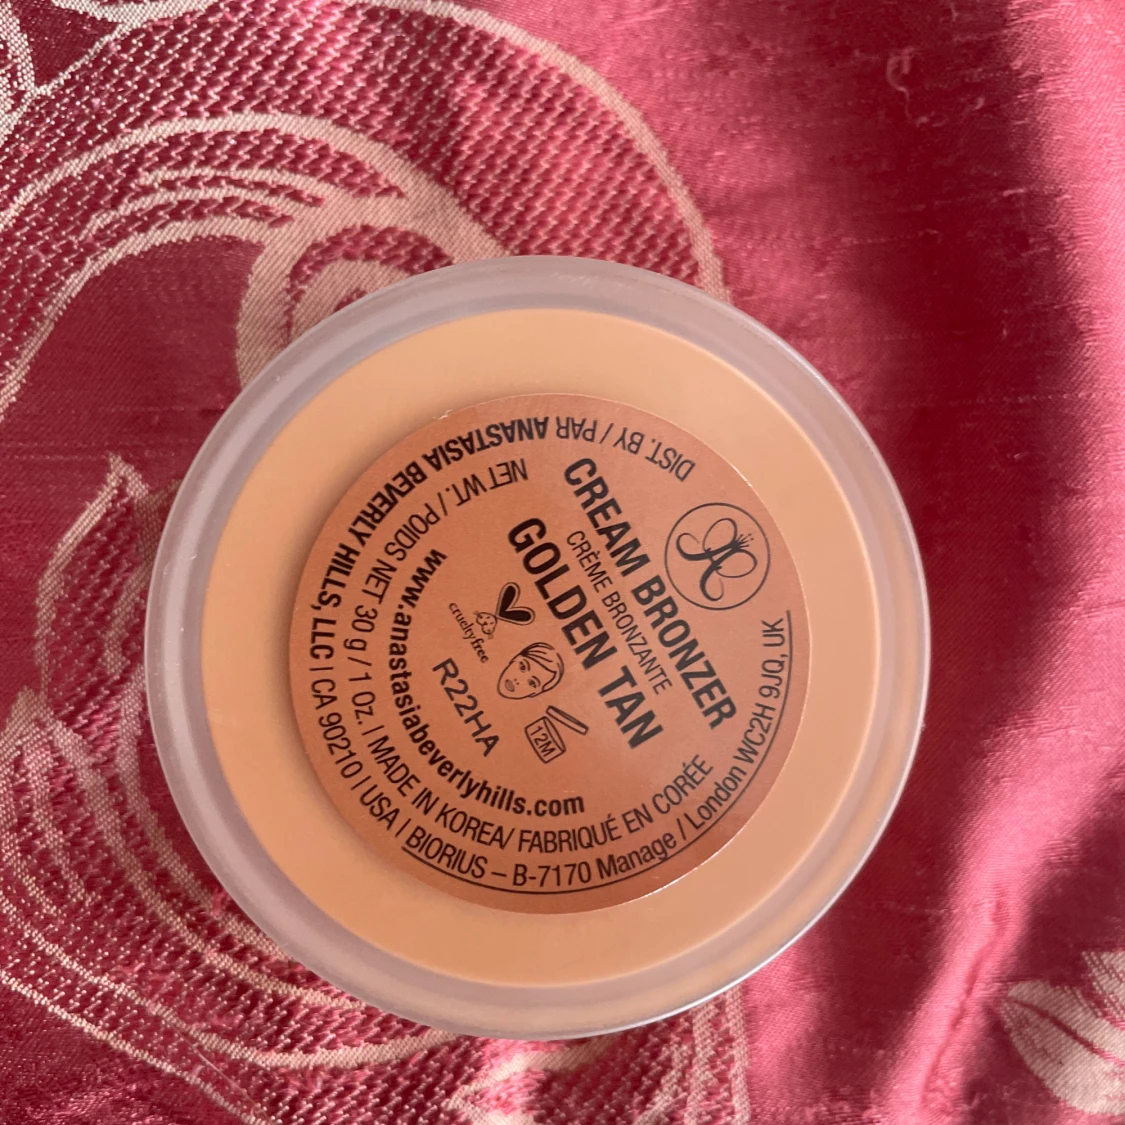 CREAM BRONZER
CRÈME BRONZANTE
GOLDEN TAN
cruelty free
12M
R22HA
www.anastasiabeverlyhills.com
NET WT. / POIDS NET 30 g / 1 Oz. | MADE IN KOREA/ FABRIQUÉ EN CORÉE
DIST. BY / PAR ANASTASIA BEVERLY HILLS, LLC | CA 90210 | USA | BIORIUS – B-7170 Manage / London WC2H 9JQ, UK